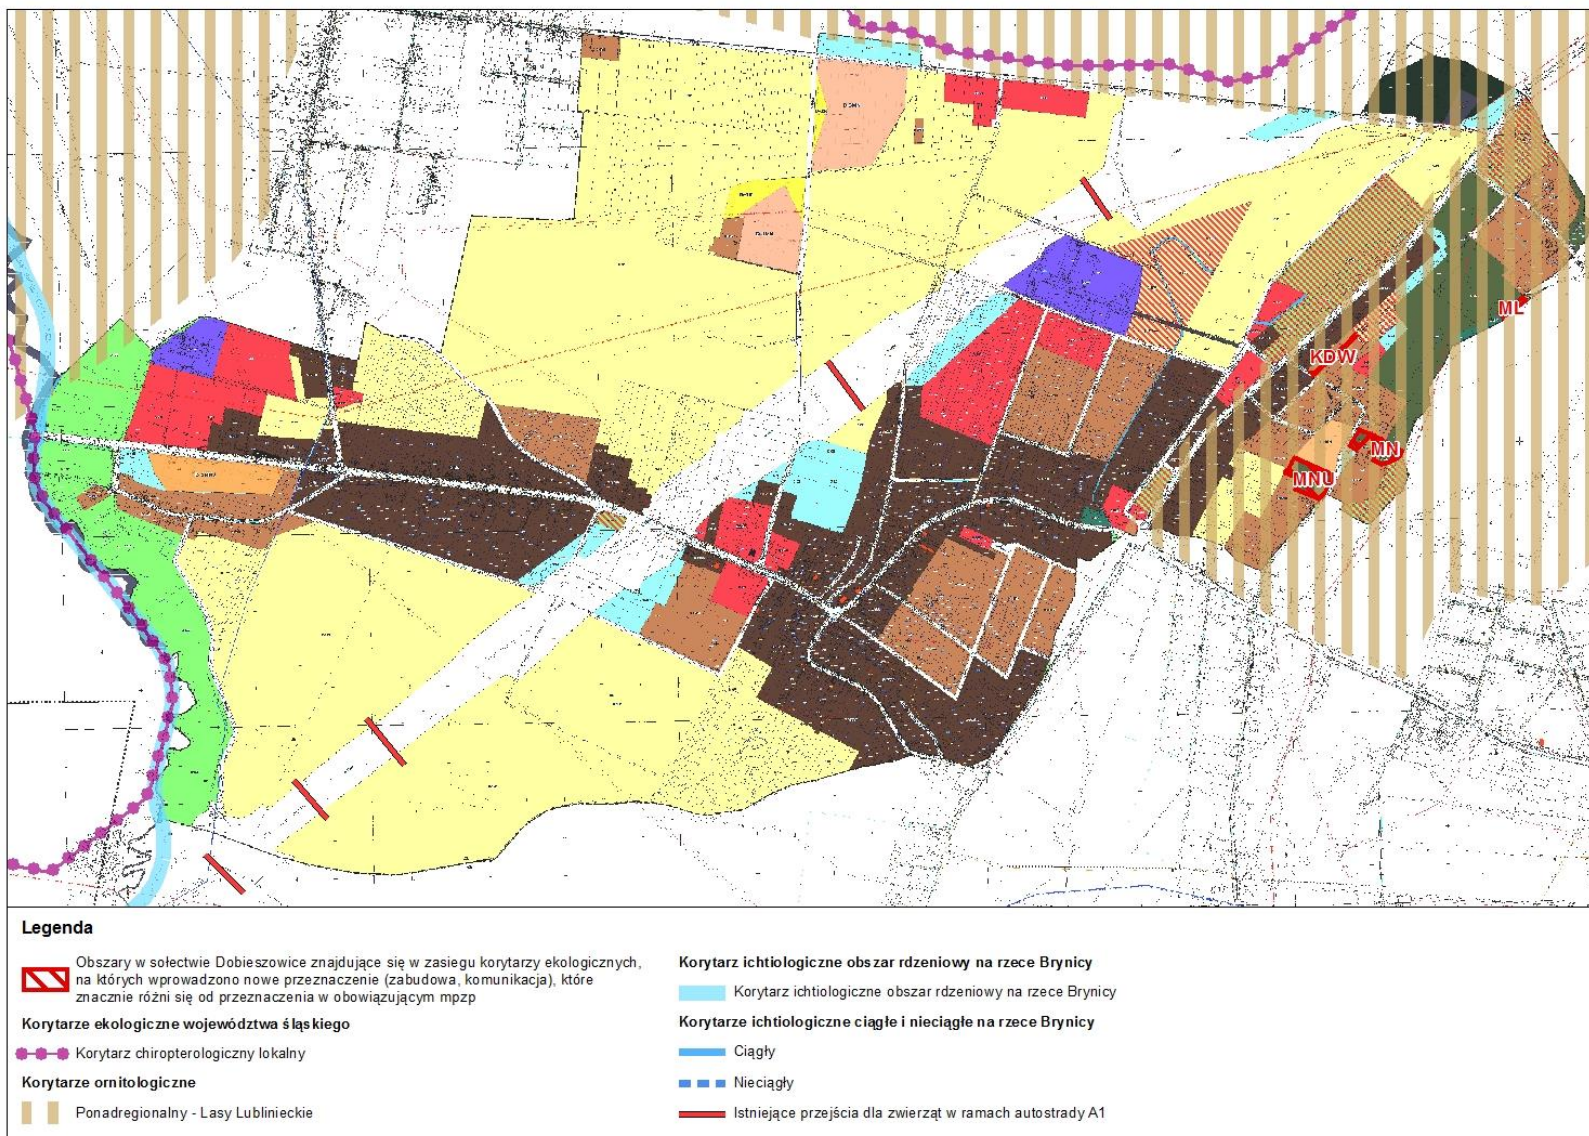 ML
KDW
MN
MNU
Legenda
Obszary w sołectwie Dobieszowice znajdujące się w zasięgu korytarzy ekologicznych,
na których wprowadzono nowe przeznaczenie (zabudowa, komunikacja), które
znacznie różni się od przeznaczenia w obowiązującym mpzp
Korytarze ekologiczne województwa śląskiego
Korytarz chiropterologiczny lokalny
Korytarze ornitologiczne
Ponadregionalny - Lasy Lublinieckie
Korytarz ichtiologiczne obszar rdzeniowy na rzece Brynicy
Korytarz ichtiologiczne obszar rdzeniowy na rzece Brynicy
Korytarze ichtiologiczne ciągłe i nieciągłe na rzece Brynicy
Ciągły
Nieciągły
Istniejące przejścia dla zwierząt w ramach autostrady A1